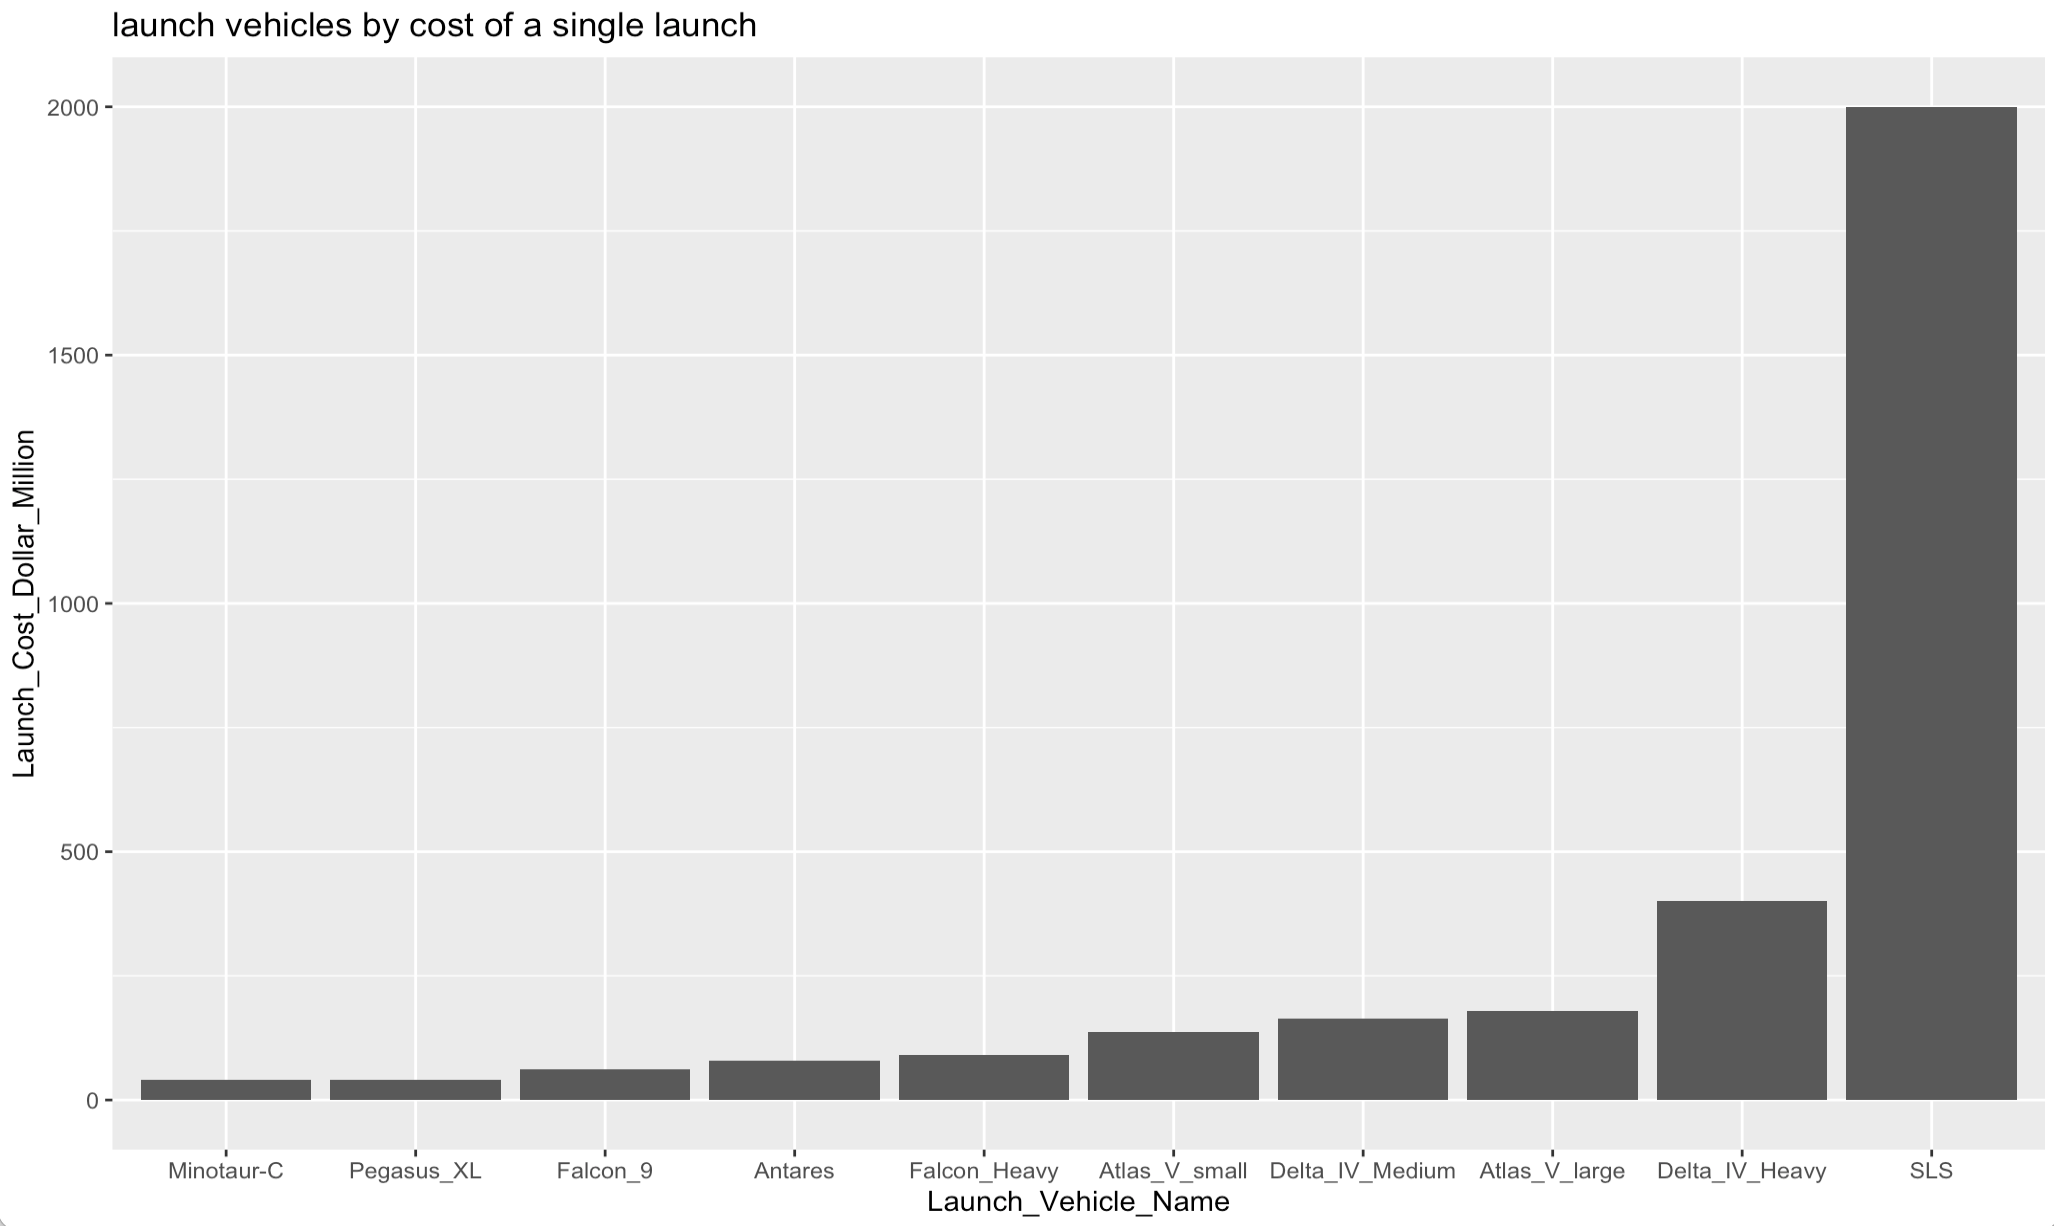 launch vehicles by cost of a single launch
Launch_Cost_Dollar_Million
2000
1500
1000
500
0
Minotaur-C Pegasus_XL Falcon_9 Antares Falcon_Heavy Atlas_V_small Delta_IV_Medium Atlas_V_large Delta_IV_Heavy SLS
Launch_Vehicle_Name